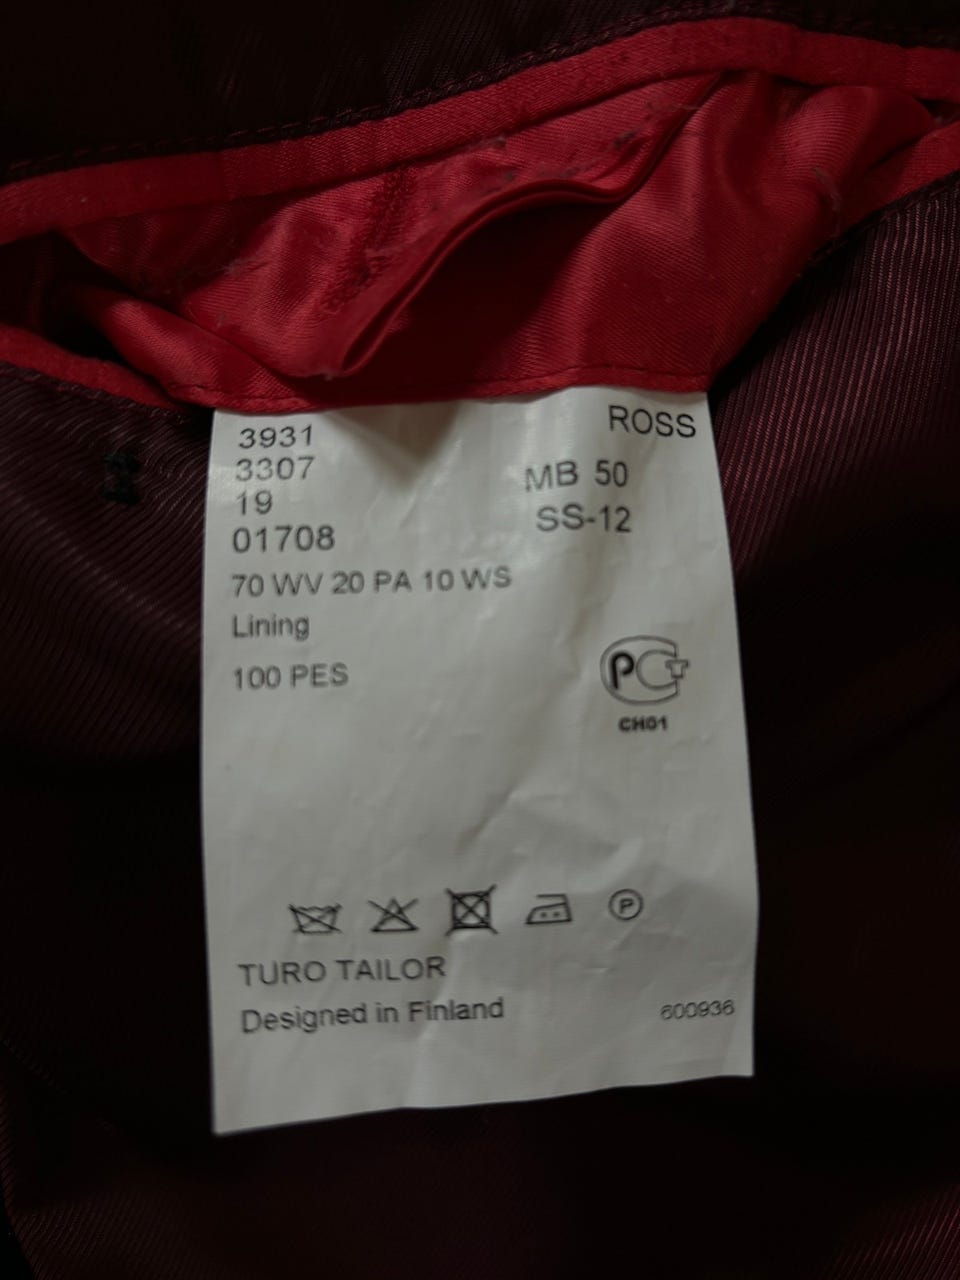 3931
3307
19
01708
ROSS
MB 50
SS-12
70 WV 20 PA 10 WS
Lining
100 PES
РСТ
CH01
P
TURO TAILOR
Designed in Finland
600936